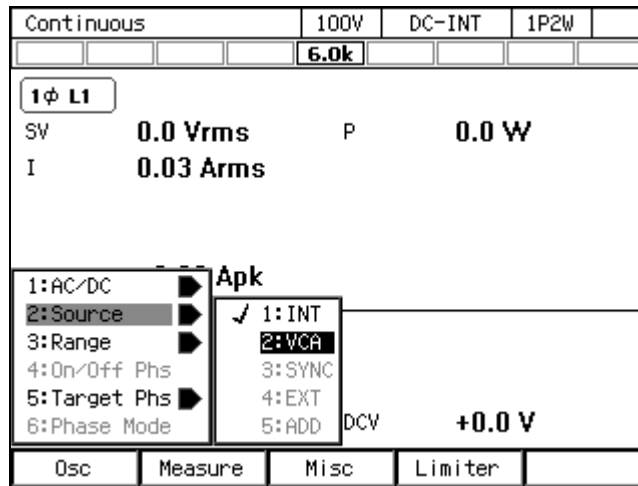 Continuous 100V DC-INT 1P2W
6.0k
1φ L1
SV 0.0 Vrms P 0.0 W
I 0.03 Arms
Apk
1:AC/DC
2:Source
3:Range
4:On/Off Phs
5:Target Phs
6:Phase Mode
✓ 1:INT
2:VCA
3:SYNC
4:EXT
5:ADD
DCV +0.0 V
Osc Measure Misc Limiter